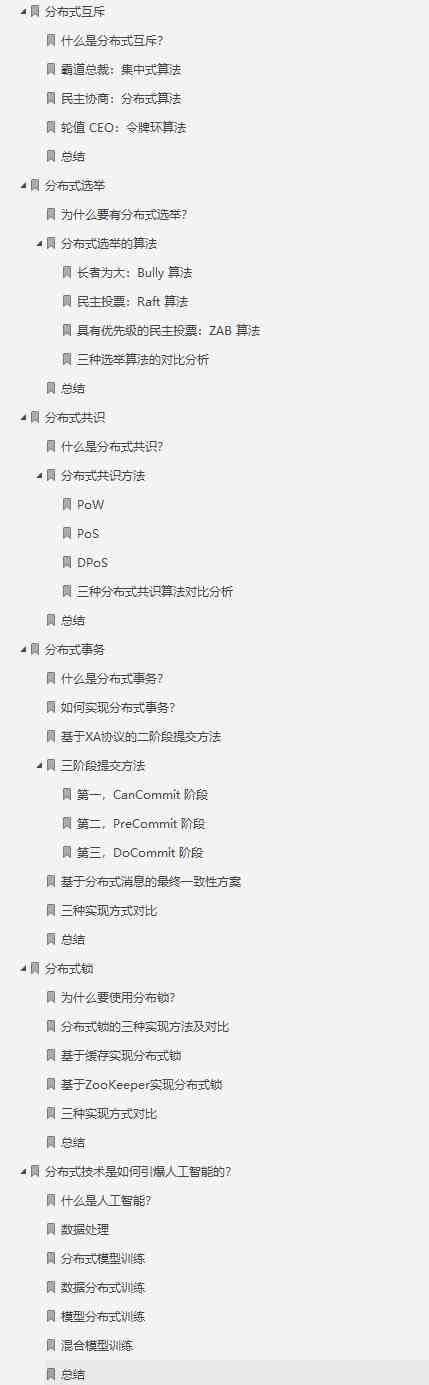 分布式互斥
什么是分布式互斥？
霸道总裁：集中式算法
民主协商：分布式算法
轮值 CEO：令牌环算法
总结
分布式选举
为什么要有分布式选举？
分布式选举的算法
长者为大：Bully 算法
民主投票：Raft 算法
具有优先级的民主投票：ZAB 算法
三种选举算法的对比分析
总结
分布式共识
什么是分布式共识？
分布式共识方法
PoW
PoS
DPoS
三种分布式共识算法对比分析
总结
分布式事务
什么是分布式事务？
如何实现分布式事务？
基于XA协议的二阶段提交方法
三阶段提交方法
第一，CanCommit 阶段
第二，PreCommit 阶段
第三，DoCommit 阶段
基于分布式消息的最终一致性方案
三种实现方式对比
总结
分布式锁
为什么要使用分布锁？
分布式锁的三种实现方法及对比
基于缓存实现分布式锁
基于ZooKeeper实现分布式锁
三种实现方式对比
总结
分布式技术是如何引爆人工智能的？
什么是人工智能？
数据处理
分布式模型训练
数据分布式训练
模型分布式训练
混合模型训练
总结